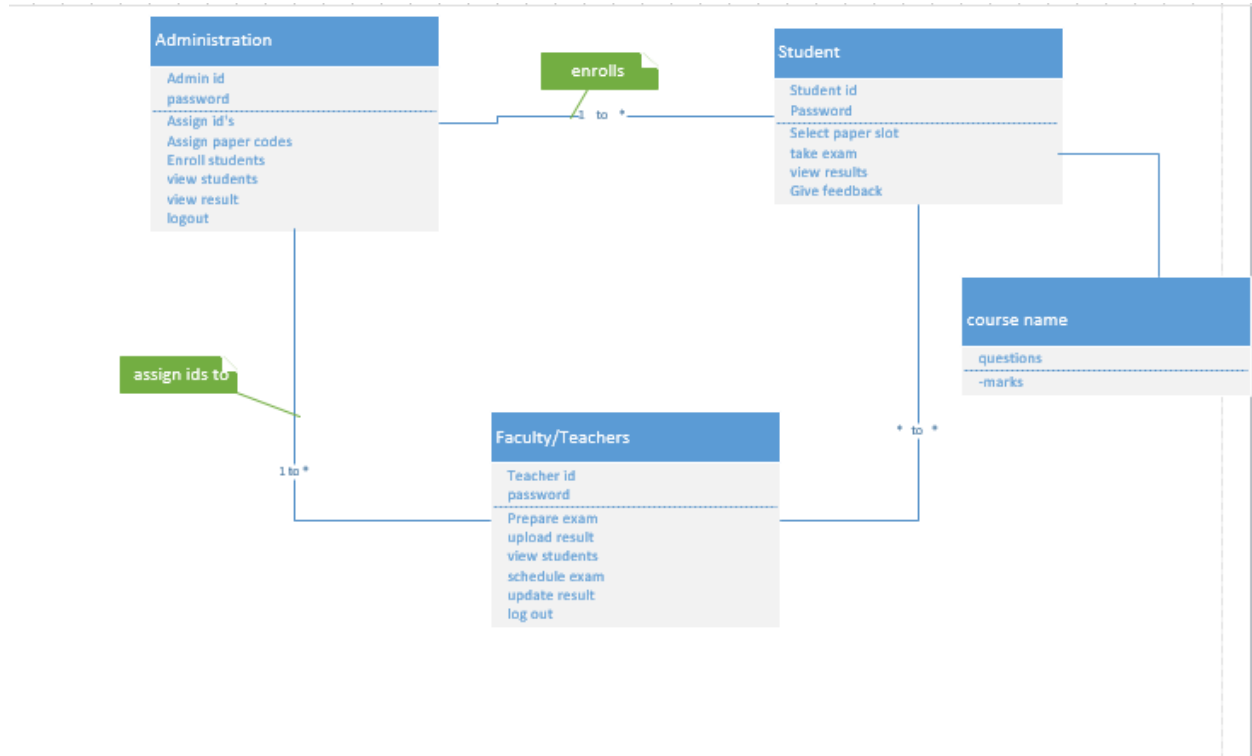 Administration
Admin id
password
Assign id's
Assign paper codes
Enroll students
view students
view result
logout
enrolls
1 to *
Student
Student id
Password
Select paper slot
take exam
view results
Give feedback
course name
questions
-marks
assign ids to
1 to *
* to *
Faculty/Teachers
Teacher id
password
Prepare exam
upload result
view students
schedule exam
update result
log out